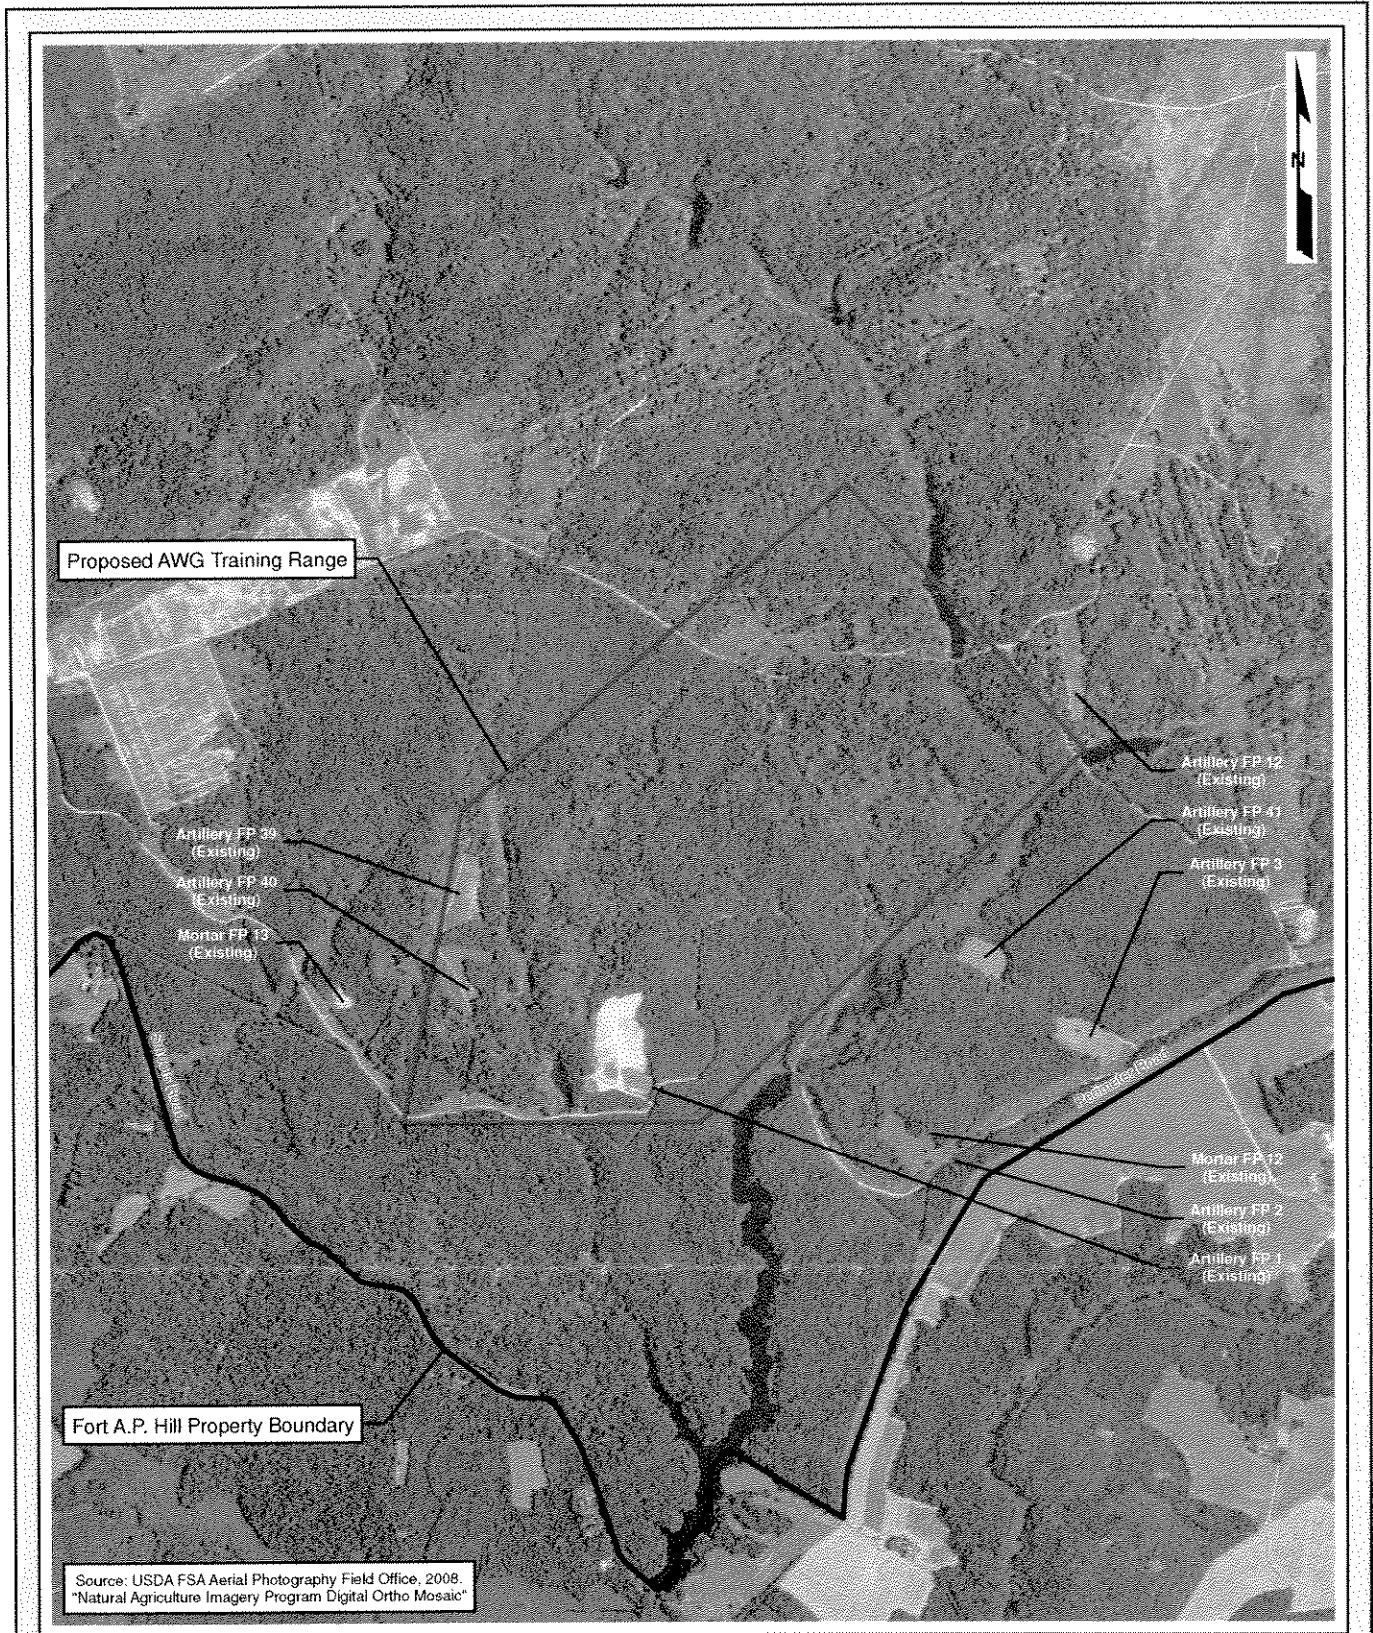 N
Proposed AWG Training Range
Artillery FP 12
(Existing)
Artillery FP 41
(Existing)
Artillery FP 39
(Existing)
Artillery FP 3
(Existing)
Artillery FP 40
(Existing)
Mortar FP 13
(Existing)
Road
Road
Mortar FP 12
(Existing)
Artillery FP 2
(Existing)
Artillery FP 1
(Existing)
Fort A.P. Hill Property Boundary
Source: USDA FSA Aerial Photography Field Office, 2008.
"Natural Agriculture Imagery Program Digital Ortho Mosaic"